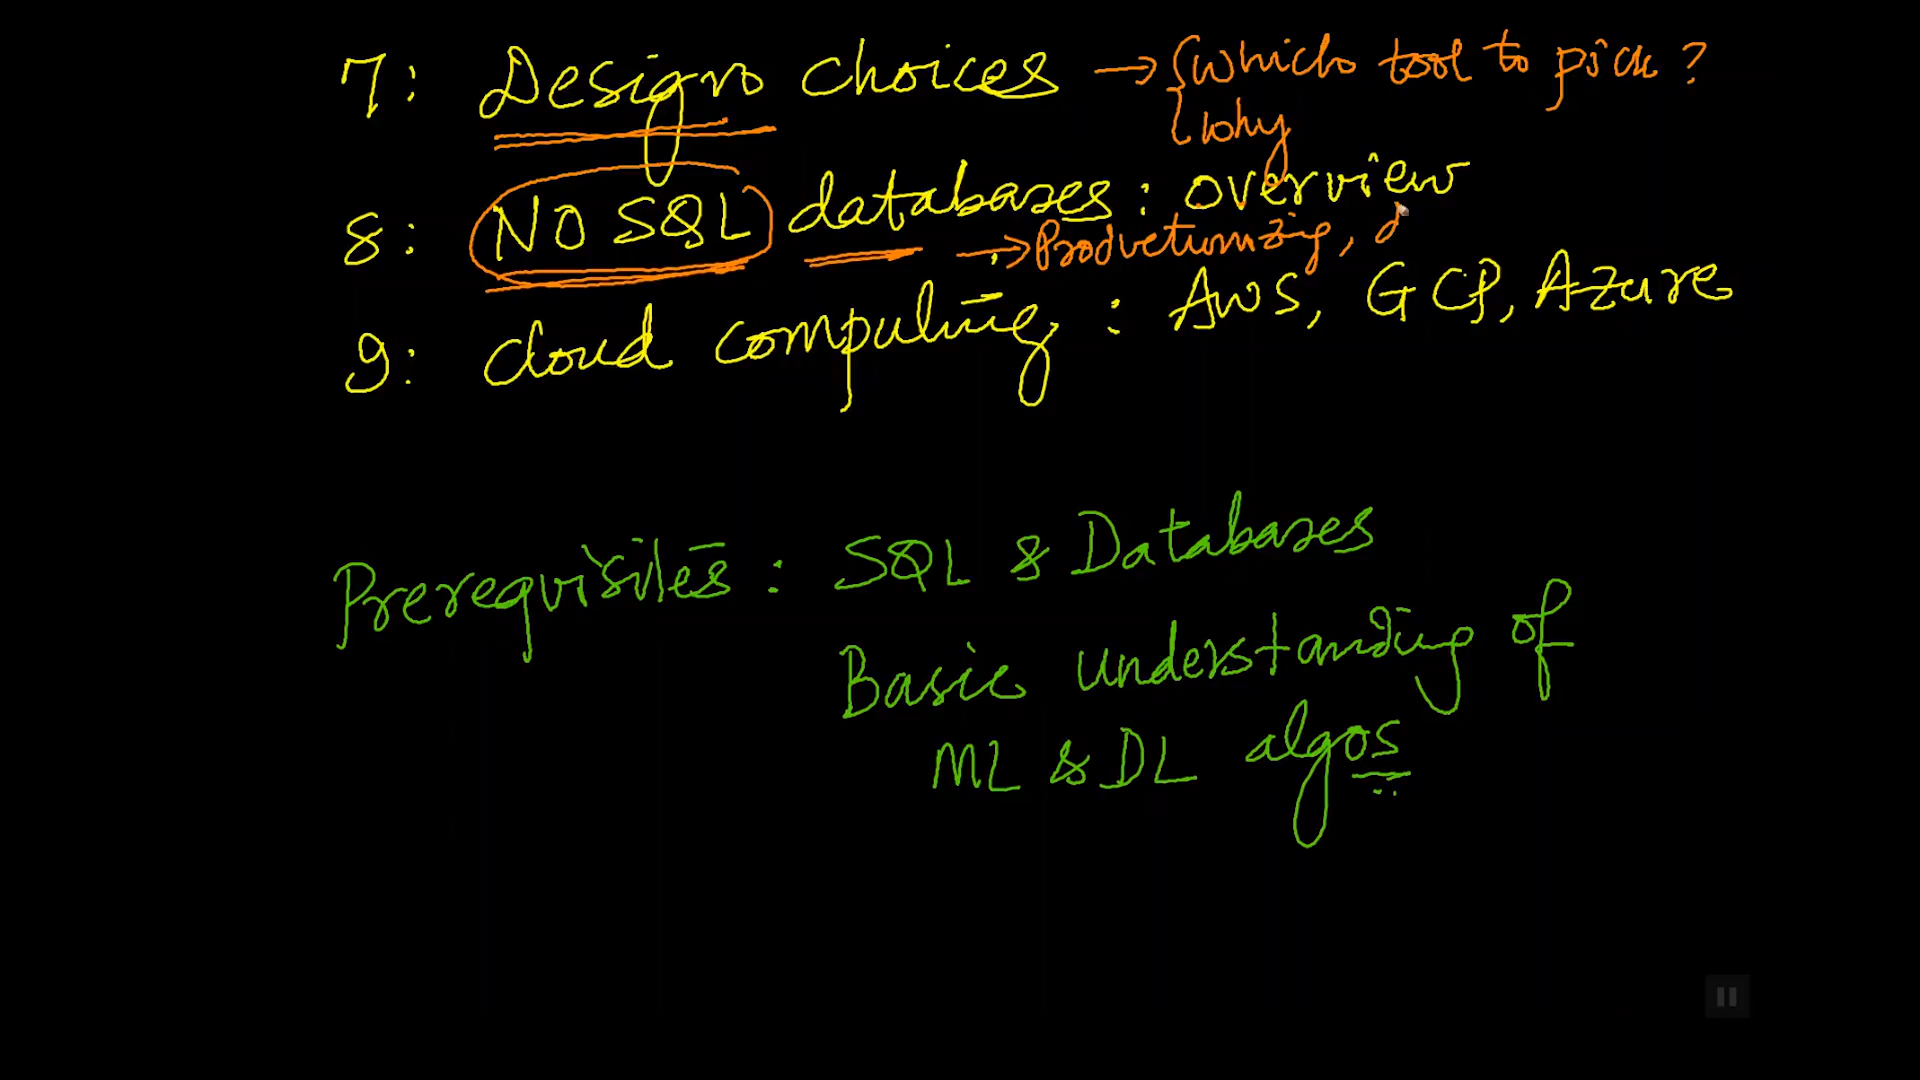 7: Design choices → { which tool to pick?
{ why
8: NO SQL databases: overview
→ Productionizing,
9: cloud computing: AWS, GCP, Azure
Prerequisites: SQL & Databases
Basic understanding of
ML & DL algos